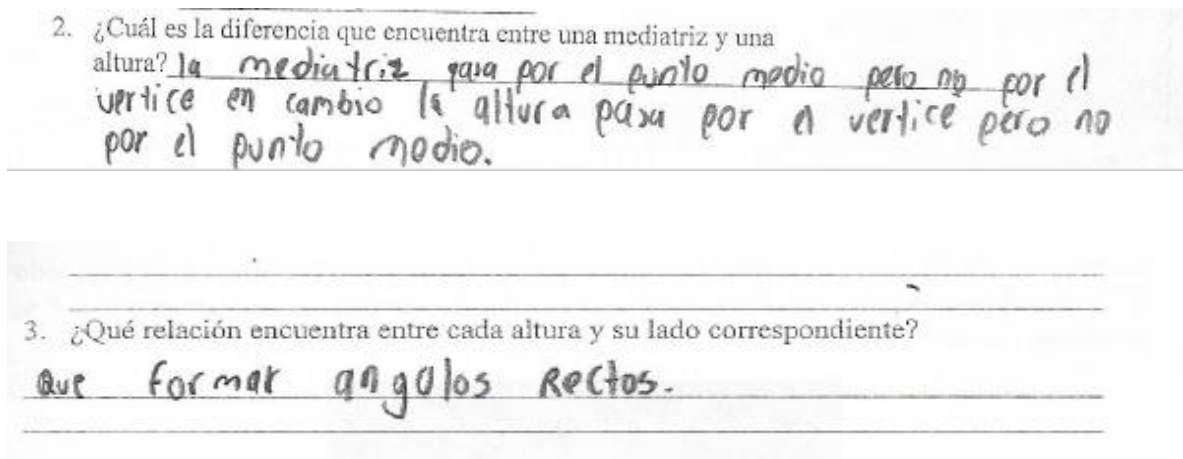 2. ¿Cuál es la diferencia que encuentra entre una mediatriz y una
altura? la mediatriz pasa por el punto medio pero no por el
vertice en cambio la altura pasa por el vertice pero no
por el punto medio.
3. ¿Qué relación encuentra entre cada altura y su lado correspondiente?
Que formar angulos Rectos.